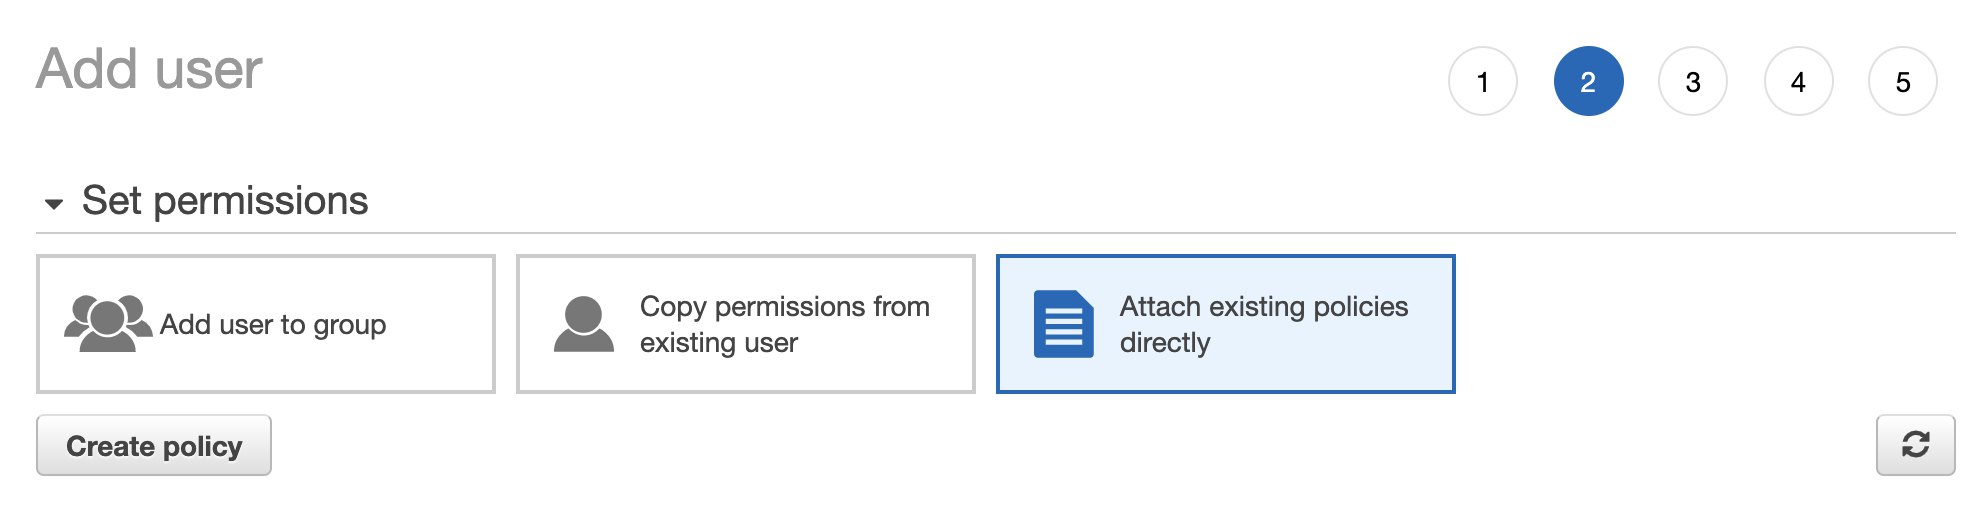 Add user
1 2 3 4 5
Set permissions
Add user to group
Copy permissions from
existing user
Attach existing policies
directly
Create policy